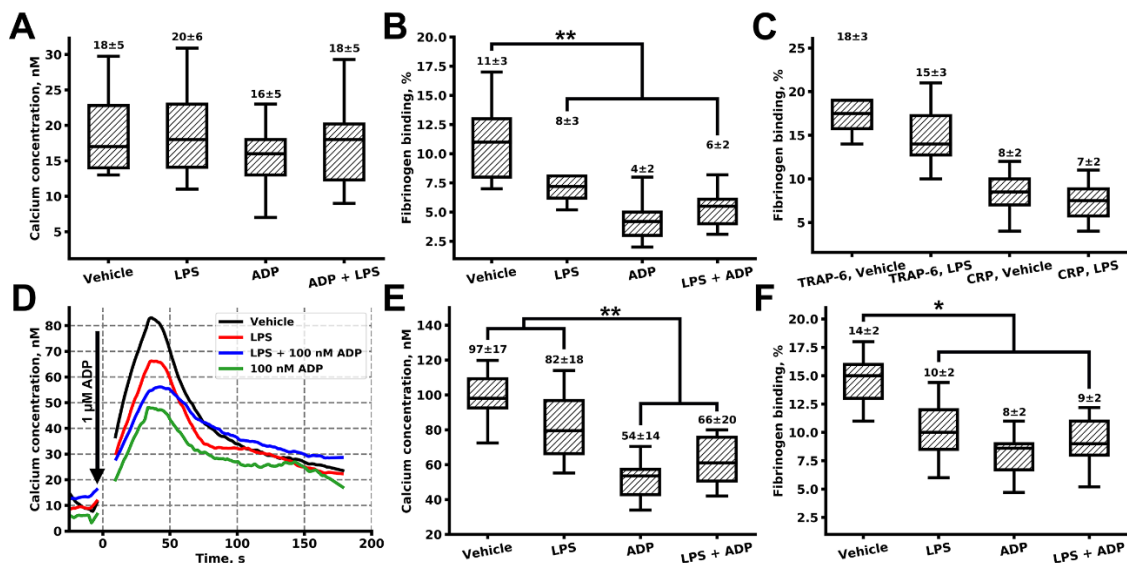 A
Calcium concentration, nM
30
25
20
15
10
5
18±5
20±6
16±5
18±5
Vehicle
LPS
ADP
ADP + LPS
B
Fibrinogen binding, %
20.0
17.5
15.0
12.5
10.0
7.5
5.0
2.5
**
11±3
8±3
4±2
6±2
Vehicle
LPS
ADP
LPS + ADP
C
Fibrinogen binding, %
25
20
15
10
5
18±3
15±3
8±2
7±2
TRAP-6, Vehicle
TRAP-6, LPS
CRP, Vehicle
CRP, LPS
D
Calcium concentration, nM
80
70
60
50
40
30
20
10
0
1 µM ADP
Vehicle
LPS
LPS + 100 nM ADP
100 nM ADP
0
50
100
150
200
Time, s
E
Calcium concentration, nM
140
120
100
80
60
40
20
**
97±17
82±18
54±14
66±20
Vehicle
LPS
ADP
LPS + ADP
F
Fibrinogen binding, %
20.0
17.5
15.0
12.5
10.0
7.5
5.0
2.5
*
14±2
10±2
8±2
9±2
Vehicle
LPS
ADP
LPS + ADP